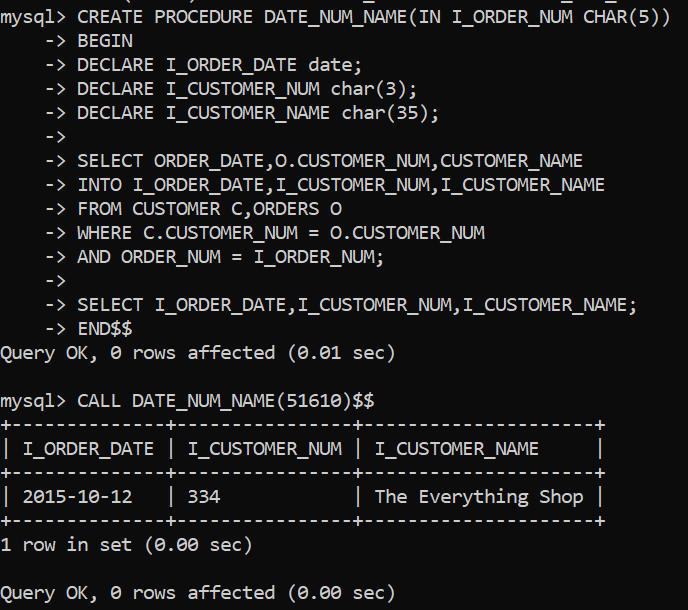 mysql> CREATE PROCEDURE DATE_NUM_NAME(IN I_ORDER_NUM CHAR(5))
    -> BEGIN
    -> DECLARE I_ORDER_DATE date;
    -> DECLARE I_CUSTOMER_NUM char(3);
    -> DECLARE I_CUSTOMER_NAME char(35);
    ->
    -> SELECT ORDER_DATE,O.CUSTOMER_NUM,CUSTOMER_NAME
    -> INTO I_ORDER_DATE,I_CUSTOMER_NUM,I_CUSTOMER_NAME
    -> FROM CUSTOMER C,ORDERS O
    -> WHERE C.CUSTOMER_NUM = O.CUSTOMER_NUM
    -> AND ORDER_NUM = I_ORDER_NUM;
    ->
    -> SELECT I_ORDER_DATE,I_CUSTOMER_NUM,I_CUSTOMER_NAME;
    -> END$$
Query OK, 0 rows affected (0.01 sec)

mysql> CALL DATE_NUM_NAME(51610)$$
+--------------+----------------+---------------------+
| I_ORDER_DATE | I_CUSTOMER_NUM | I_CUSTOMER_NAME     |
+--------------+----------------+---------------------+
| 2015-10-12   | 334            | The Everything Shop |
+--------------+----------------+---------------------+
1 row in set (0.00 sec)

Query OK, 0 rows affected (0.00 sec)